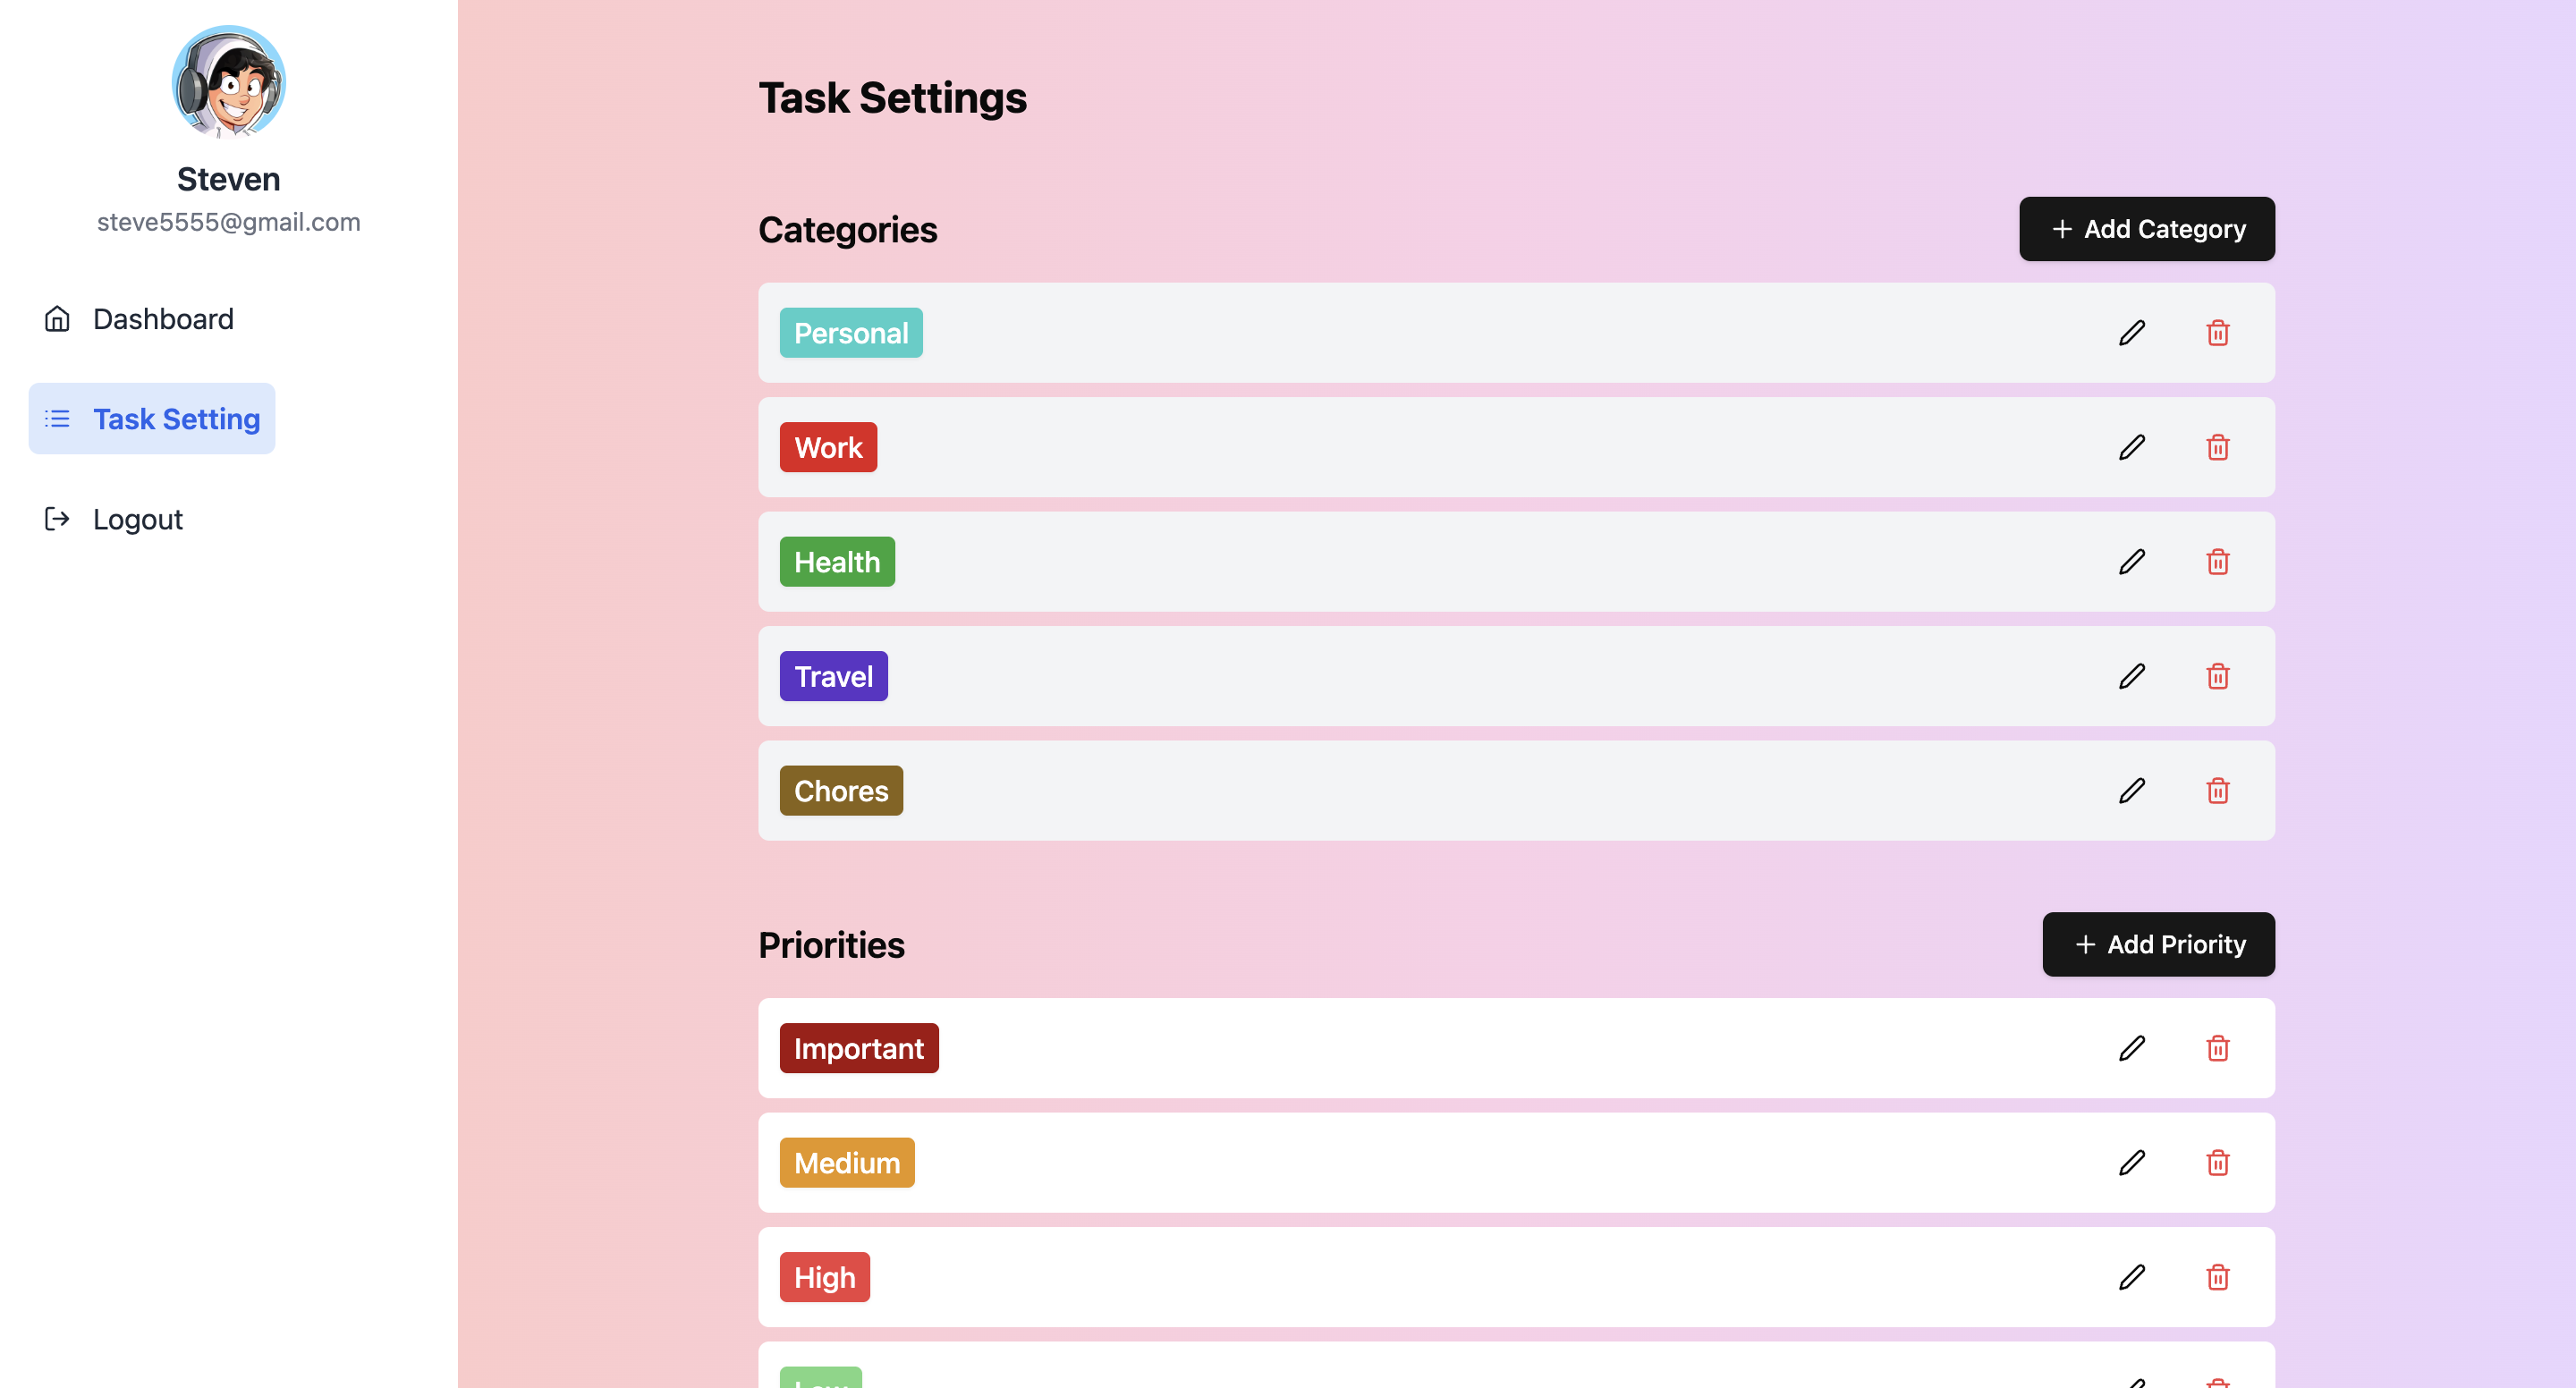 Steven
steve5555@gmail.com
Dashboard
Task Setting
Logout
Task Settings
Categories
+ Add Category
Personal
Work
Health
Travel
Chores
Priorities
+ Add Priority
Important
Medium
High